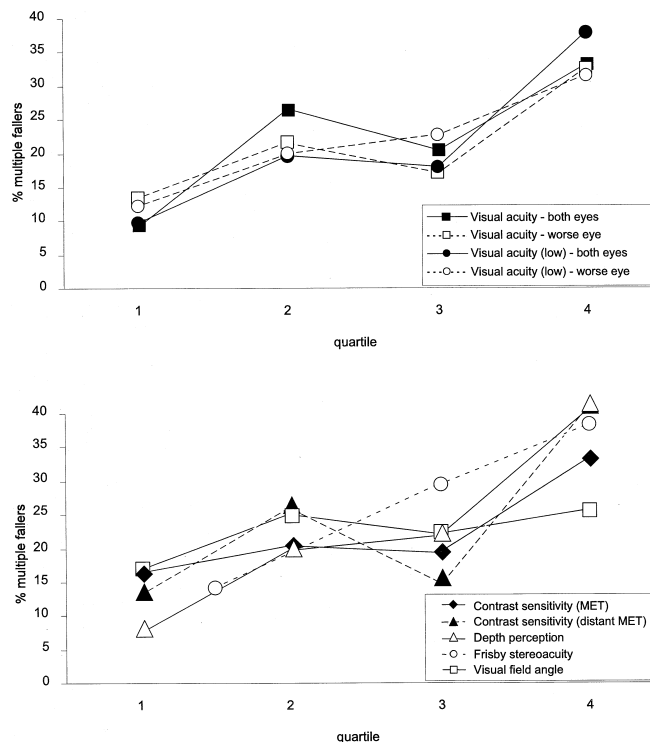 40
35
30
25
20
15
10
5
0
% multiple fallers
Visual acuity - both eyes
Visual acuity - worse eye
Visual acuity (low) - both eyes
Visual acuity (low) - worse eye
1 2 3 4
quartile
40
35
30
25
20
15
10
5
0
% multiple fallers
Contrast sensitivity (MET)
Contrast sensitivity (distant MET)
Depth perception
Frisby stereoacuity
Visual field angle
1 2 3 4
quartile